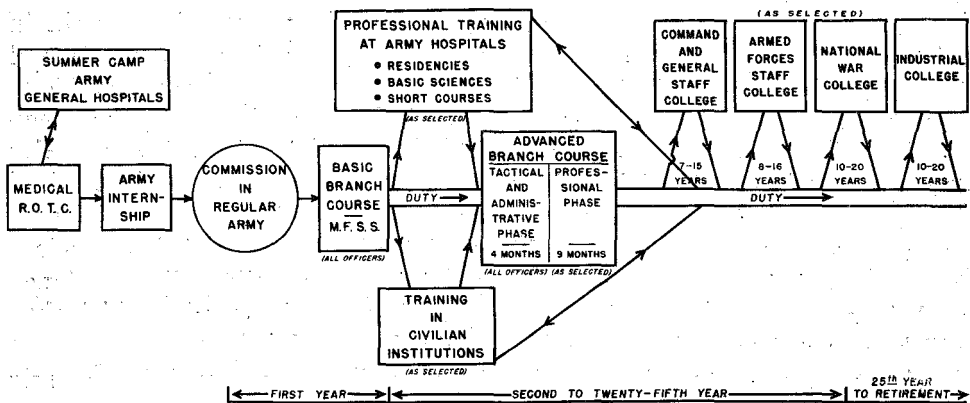 SUMMER CAMP
ARMY
GENERAL HOSPITALS
MEDICAL
R.O.T.C.
ARMY
INTERN-
SHIP
COMMISSION
IN
REGULAR
ARMY
BASIC
BRANCH
COURSE
M.F.S.S.
(ALL OFFICERS)
PROFESSIONAL TRAINING
AT ARMY HOSPITALS
• RESIDENCIES
• BASIC SCIENCES
• SHORT COURSES
(AS SELECTED)
DUTY
TRAINING
IN
CIVILIAN
INSTITUTIONS
(AS SELECTED)
ADVANCED
BRANCH COURSE
TACTICAL
AND
ADMINIS-
TRATIVE
PHASE
4 MONTHS
(ALL OFFICERS)
PROFES-
SIONAL
PHASE
9 MONTHS
(AS SELECTED)
(AS SELECTED)
COMMAND
AND
GENERAL
STAFF
COLLEGE
7-15
YEARS
ARMED
FORCES
STAFF
COLLEGE
8-16
YEARS
NATIONAL
WAR
COLLEGE
10-20
YEARS
INDUSTRIAL
COLLEGE
10-20
YEARS
DUTY
FIRST YEAR
SECOND TO TWENTY-FIFTH YEAR
25th YEAR
TO RETIREMENT